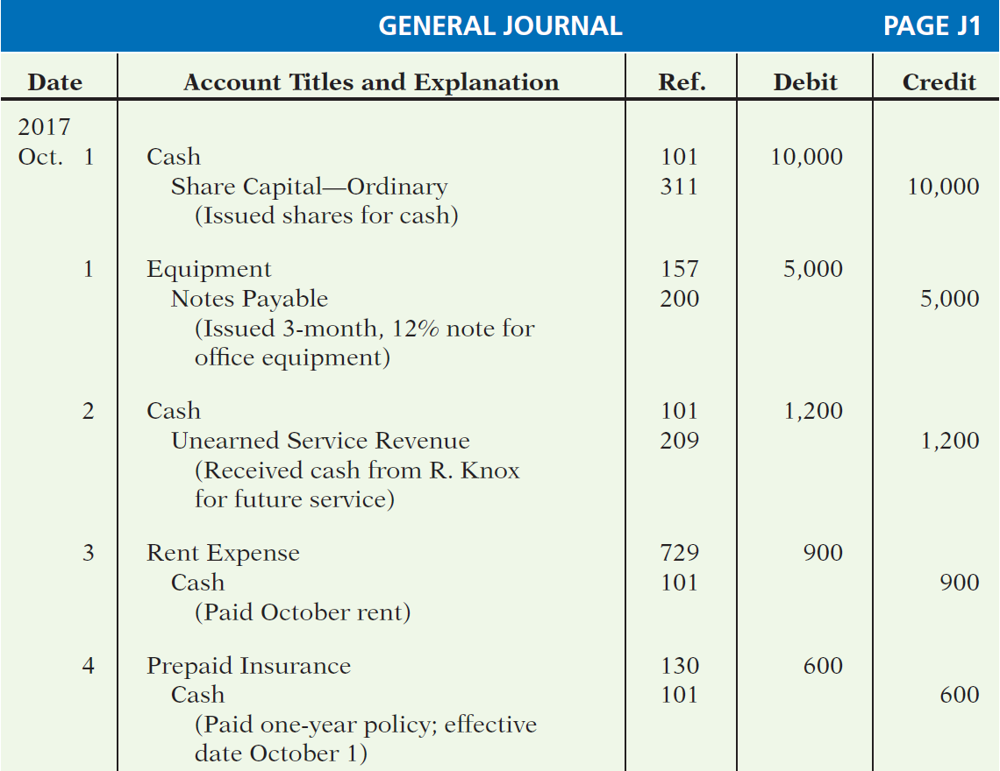 GENERAL JOURNAL PAGE J1
Date Account Titles and Explanation Ref. Debit Credit
2017
Oct. 1 Cash 101 10,000
Share Capital—Ordinary 311 10,000
(Issued shares for cash)
1 Equipment 157 5,000
Notes Payable 200 5,000
(Issued 3-month, 12% note for
office equipment)
2 Cash 101 1,200
Unearned Service Revenue 209 1,200
(Received cash from R. Knox
for future service)
3 Rent Expense 729 900
Cash 101 900
(Paid October rent)
4 Prepaid Insurance 130 600
Cash 101 600
(Paid one-year policy; effective
date October 1)